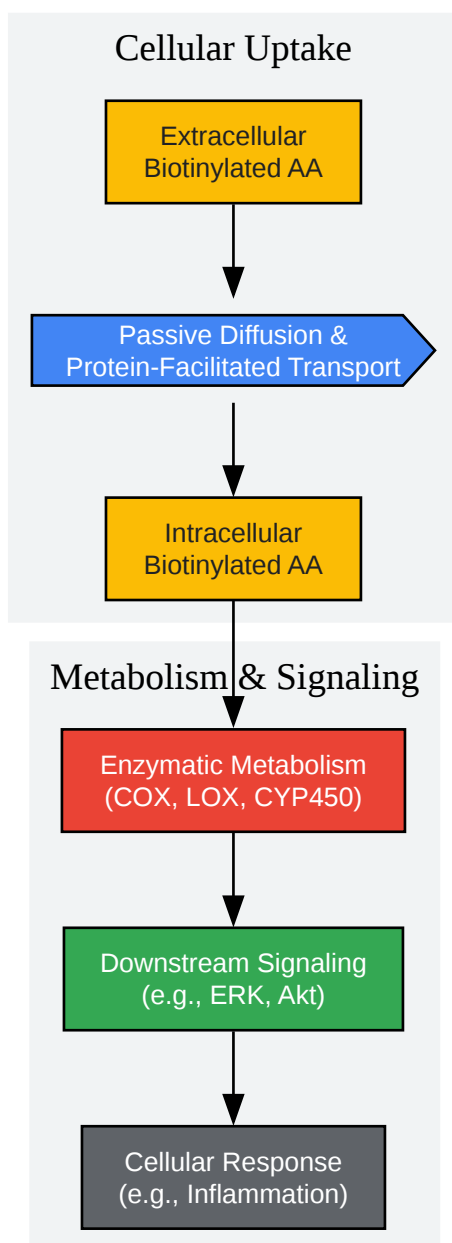 Cellular Uptake
Extracellular
Biotinylated AA
Passive Diffusion &
Protein-Facilitated Transport
Intracellular
Biotinylated AA
Metabolism & Signaling
Enzymatic Metabolism
(COX, LOX, CYP450)
Downstream Signaling
(e.g., ERK, Akt)
Cellular Response
(e.g., Inflammation)